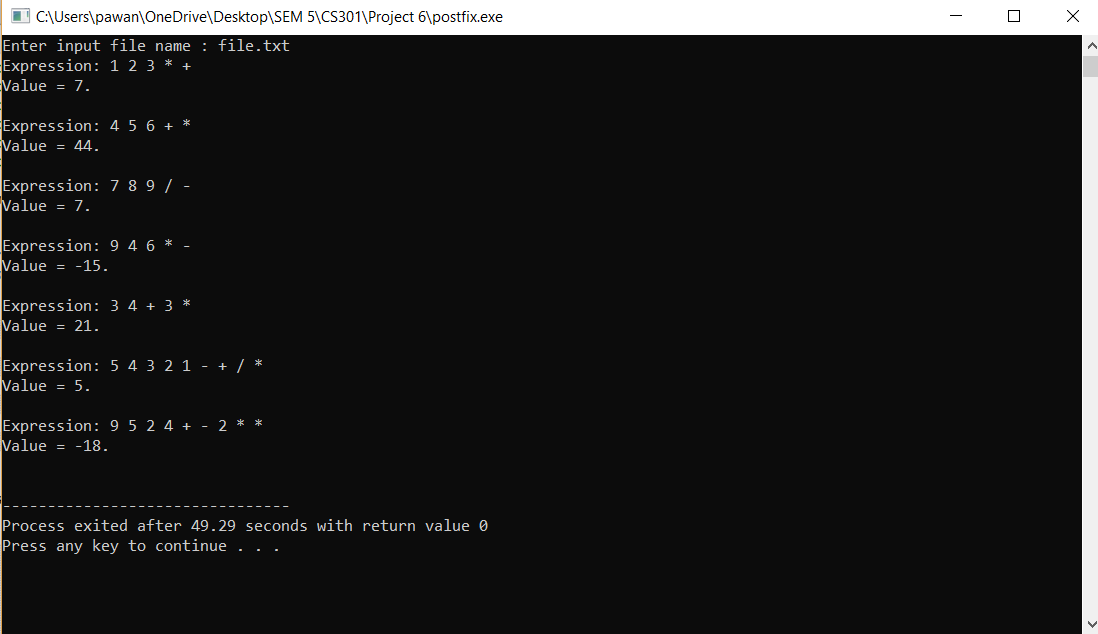 C:\Users\pawan\OneDrive\Desktop\SEM 5\CS301\Project 6\postfix.exe
Enter input file name : file.txt
Expression: 1 2 3 * +
Value = 7.
Expression: 4 5 6 + *
Value = 44.
Expression: 7 8 9 / -
Value = 7.
Expression: 9 4 6 * -
Value = -15.
Expression: 3 4 + 3 *
Value = 21.
Expression: 5 4 3 2 1 - + / *
Value = 5.
Expression: 9 5 2 4 + - 2 * *
Value = -18.
--------------------------------
Process exited after 49.29 seconds with return value 0
Press any key to continue . . .